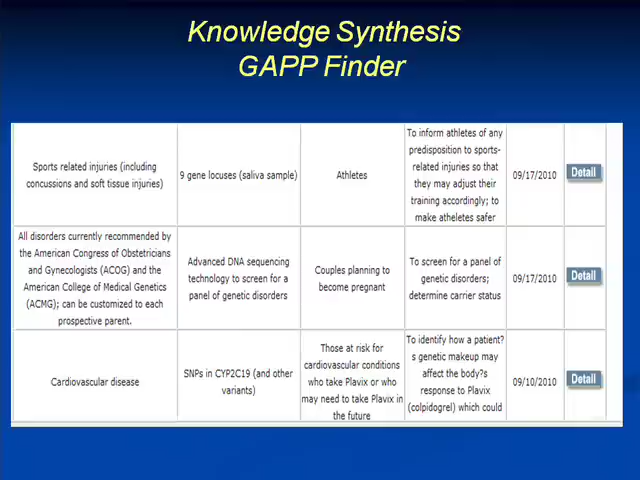 Knowledge Synthesis
GAPP Finder
Sports related injuries (including
concussions and soft tissue injuries)
9 gene locuses (saliva sample)
Athletes
To inform athletes of any
predisposition to sports-
related injuries so that
they may adjust their
training accordingly; to
make atheletes safer
09/17/2010
Detail
All disorders currently recommended by
the American Congress of Obstetricians
and Gynecologists (ACOG) and the
American College of Medical Genetics
(ACMG); can be customized to each
prospective parent.
Advanced DNA sequencing
technology to screen for a
panel of genetic disorders
Couples planning to
become pregnant
To screen for a panel of
genetic disorders;
determine carrier status
09/17/2010
Detail
Cardiovascular disease
SNPs in CYP2C19 (and other
variants)
Those at risk for
cardiovascular conditions
who take Plavix or who
may need to take Plavix in
the future
To identify how a patient?
s genetic makeup may
affect the body?s
response to Plavix
(colpidogrel) which could
09/10/2010
Detail